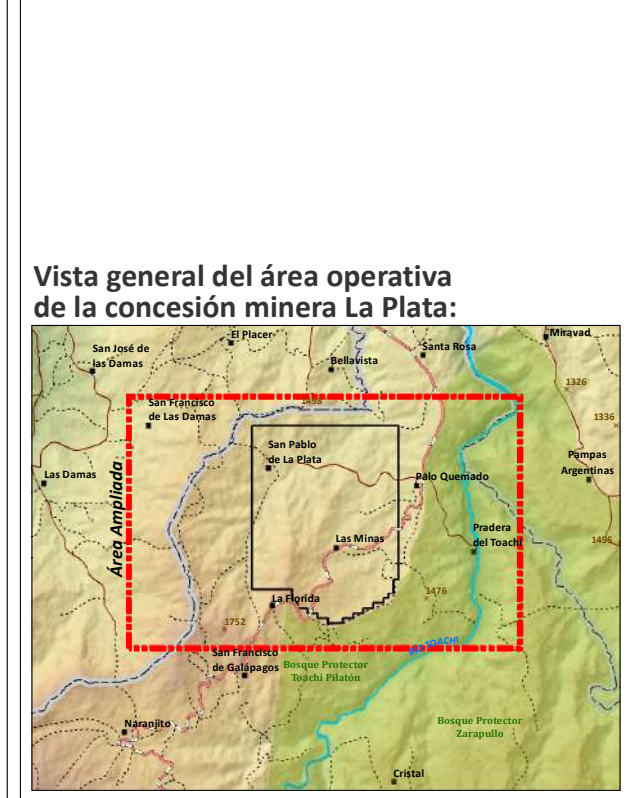 Vista general del área operativa
de la concesión minera La Plata:
El Placer
Miravad
San José de
las Damas
Santa Rosa
Bellavista
1326
San Francisco
de Las Damas
1498
1336
San Pablo
de La Plata
Las Damas
Pampas
Argentinas
Palo Quemado
Área Ampliada
Las Minas
Pradera
del Toachi
1455
La Florida
1476
1752
RIO TOACHI
San Francisco
de Galápagos
Bosque Protector
Toachi Pilatón
Naranjito
Bosque Protector
Zarapullo
Cristal